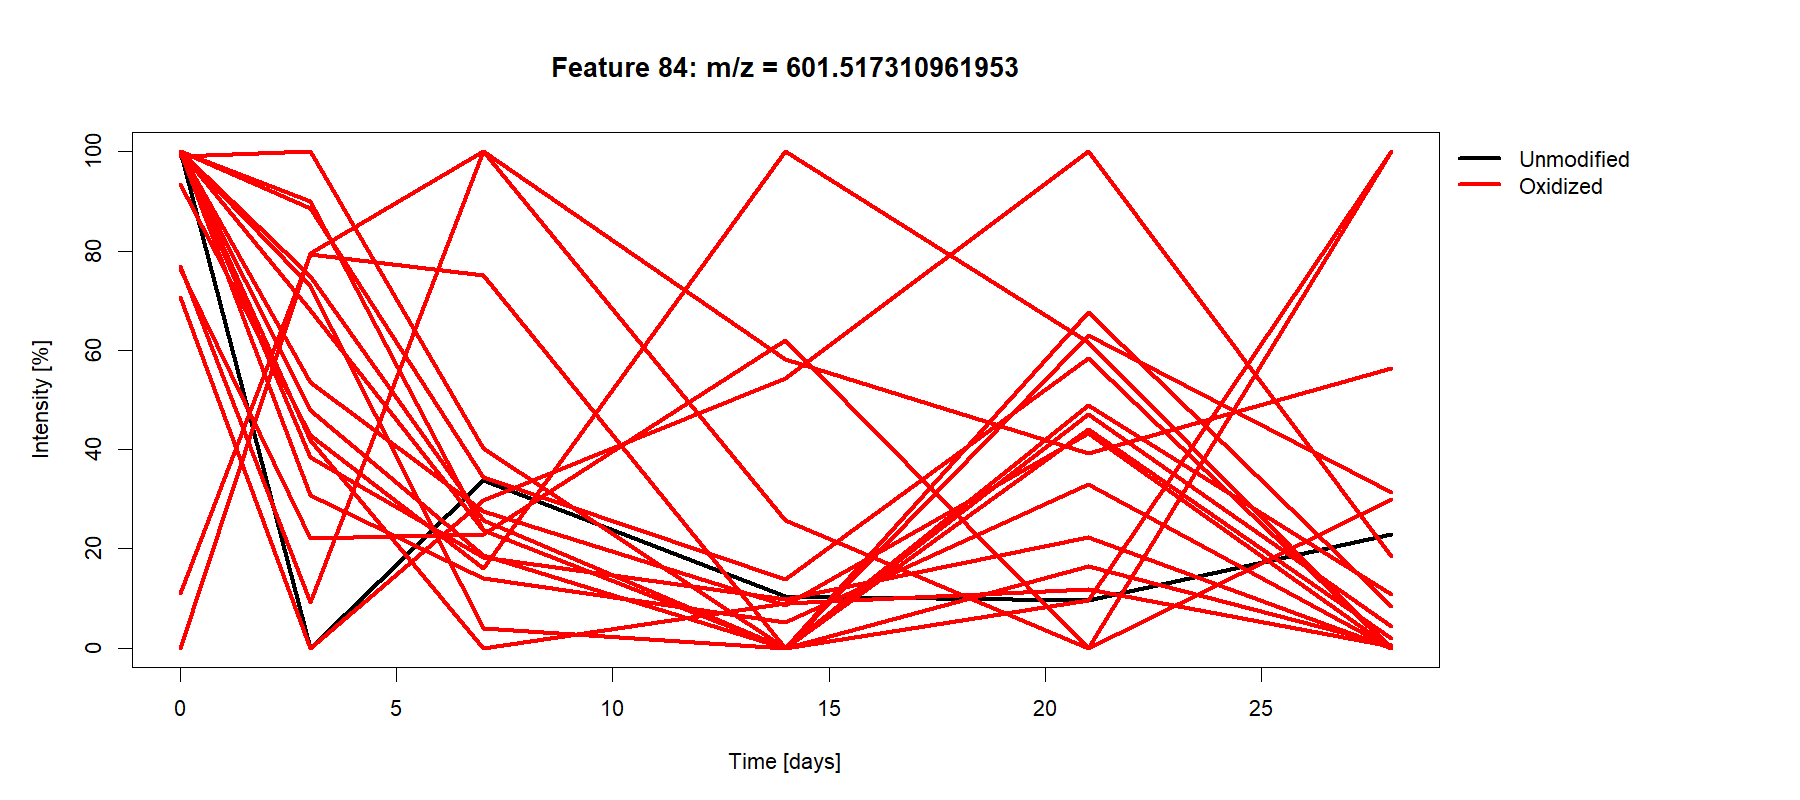 Feature 84: m/z = 601.517310961953
Unmodified
Oxidized
100
80
60
40
20
0
Intensity [%]
0 5 10 15 20 25
Time [days]